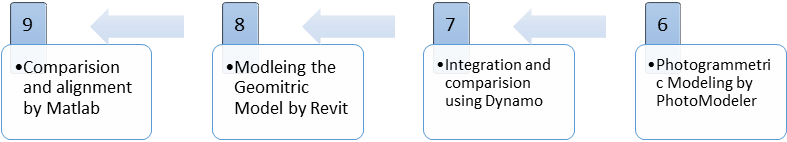 9
•Comparision
and alignment
by Matlab
8
•Modleing the
Geomitric
Model by Revit
7
•Integration and
comparision
using Dynamo
6
•Photogrammetri
c Modeling by
PhotoModeler